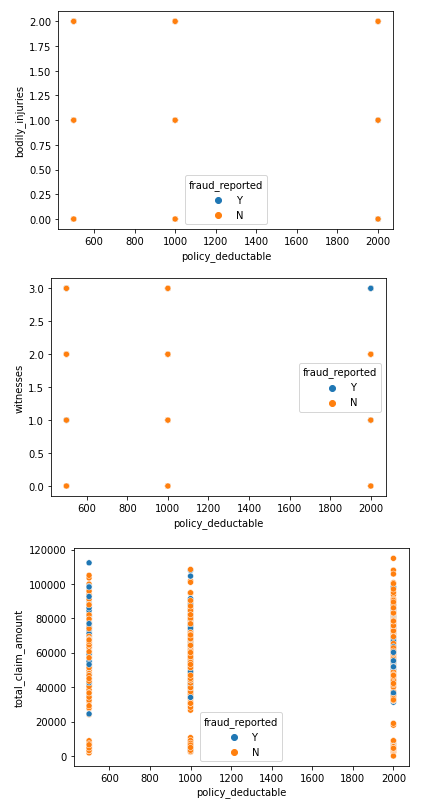 2.00
1.75
1.50
1.25
1.00
0.75
0.50
0.25
0.00
bodily_injuries
fraud_reported
Y
N
600 800 1000 1200 1400 1600 1800 2000
policy_deductable
3.0
2.5
2.0
1.5
1.0
0.5
0.0
witnesses
fraud_reported
Y
N
600 800 1000 1200 1400 1600 1800 2000
policy_deductable
120000
100000
80000
60000
40000
20000
0
total_claim_amount
fraud_reported
Y
N
600 800 1000 1200 1400 1600 1800 2000
policy_deductable